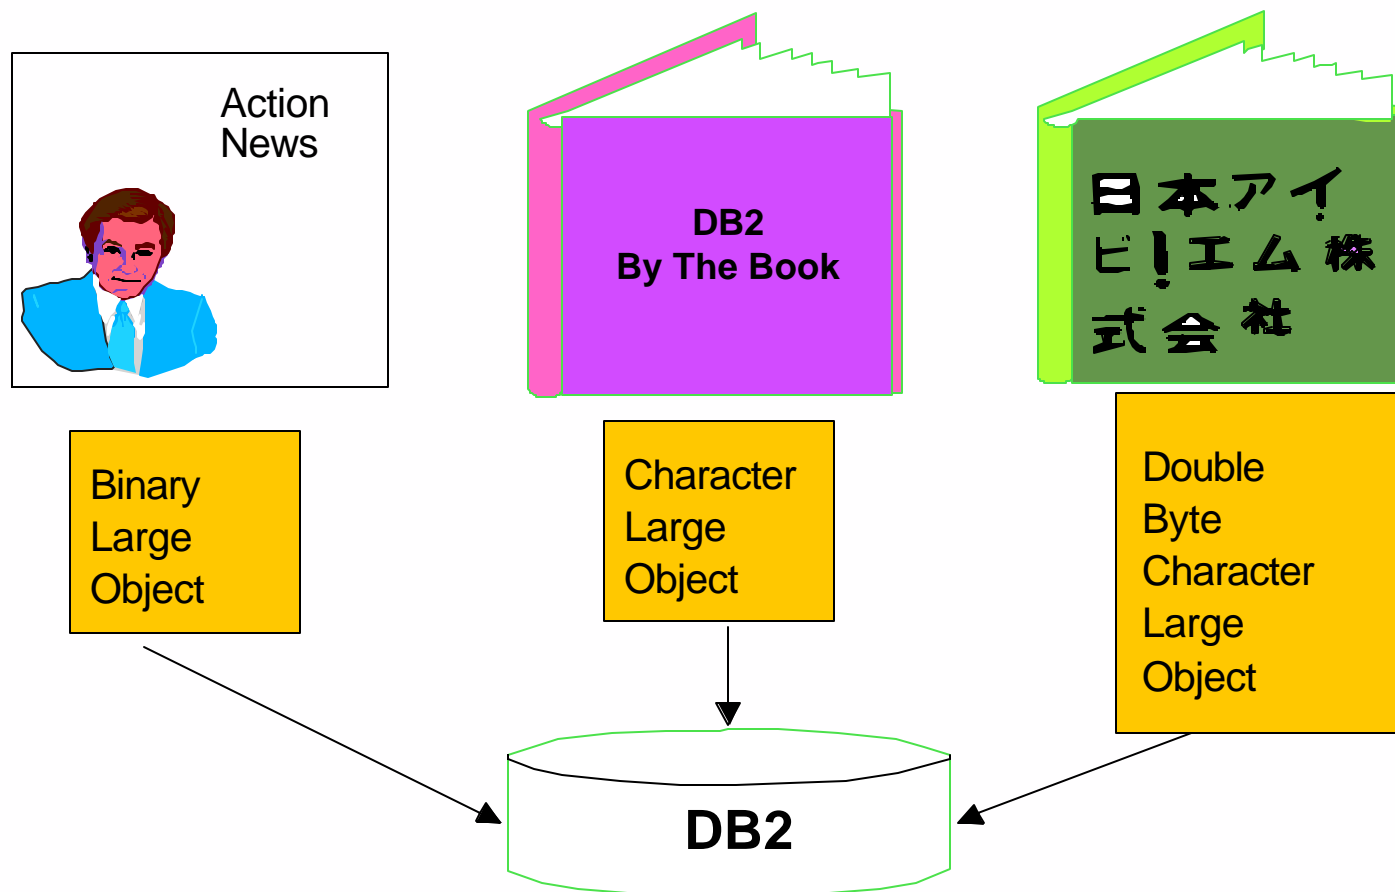 Action
News
DB2
By The Book
日本アイ
ビーエム株
式会社
Binary
Large
Object
Character
Large
Object
Double
Byte
Character
Large
Object
DB2